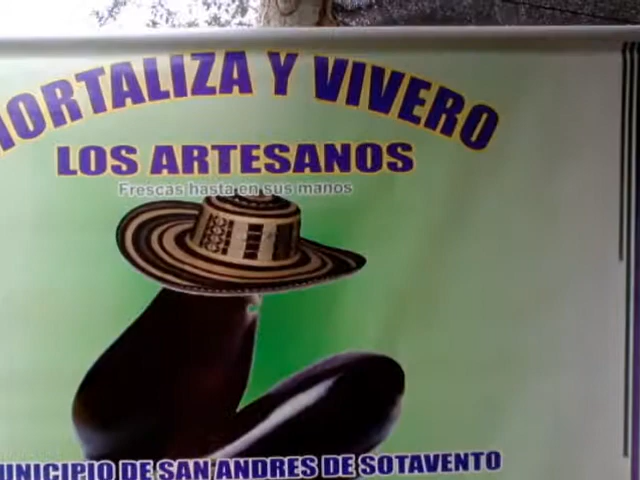 HORTALIZA Y VIVERO
LOS ARTESANOS
Frescas hasta en sus manos
MUNICIPIO DE SAN ANDRES DE SOTAVENTO